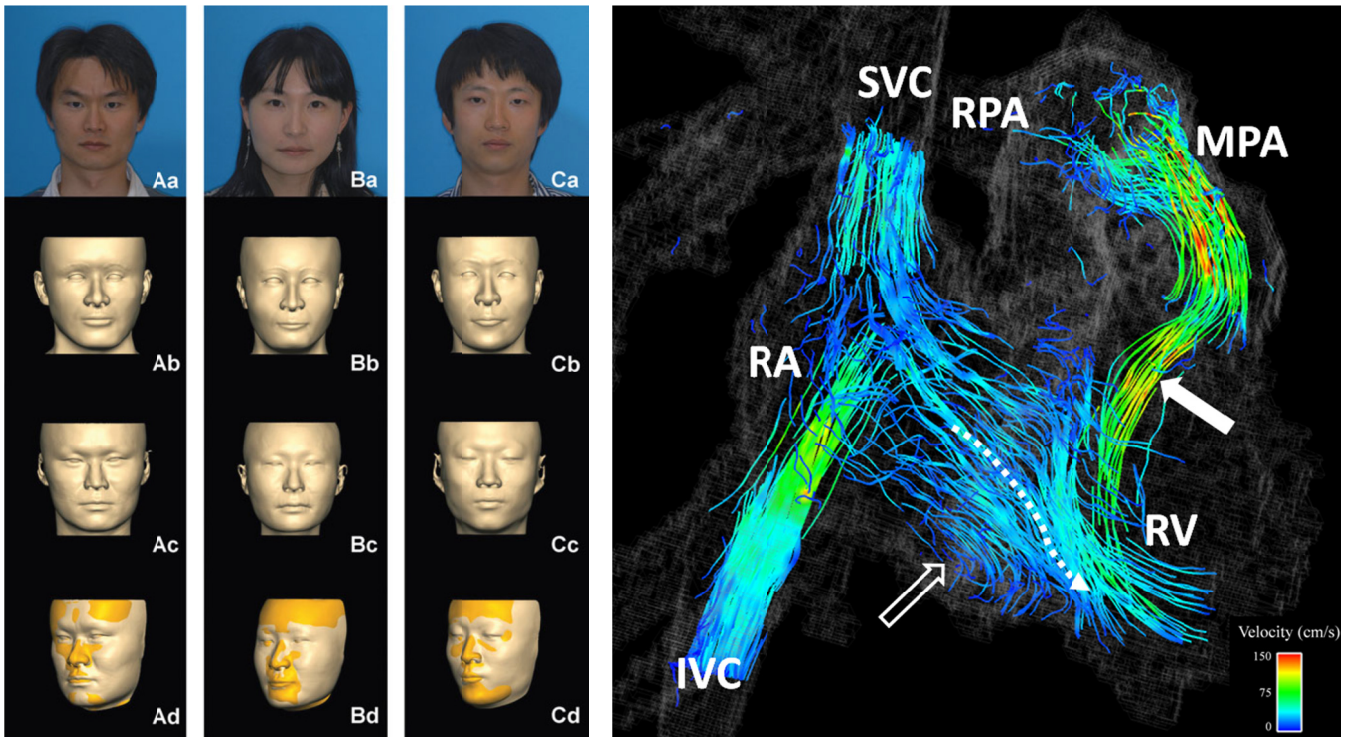 Aa
Ba
Ca
Ab
Bb
Cb
Ac
Bc
Cc
Ad
Bd
Cd
SVC
RPA
MPA
RA
RV
IVC
Velocity (cm/s)
150
75
0